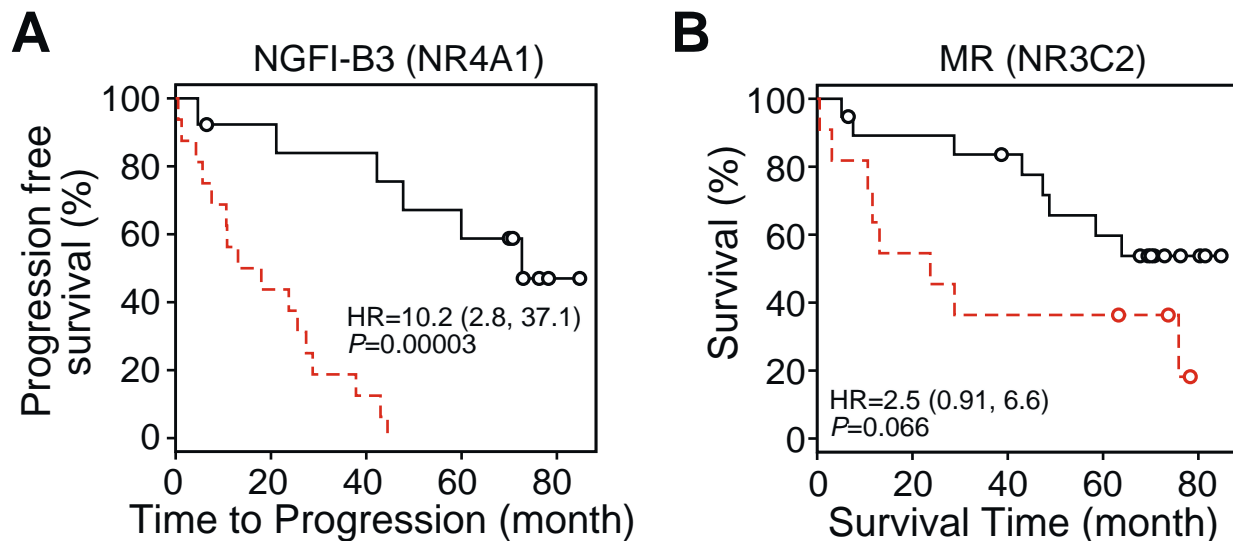 A
NGFI-B3 (NR4A1)
Progression free
survival (%)
100
80
60
40
20
0
HR=10.2 (2.8, 37.1)
P=0.00003
0 20 40 60 80
Time to Progression (month)
B
MR (NR3C2)
Survival (%)
100
80
60
40
20
0
HR=2.5 (0.91, 6.6)
P=0.066
0 20 40 60 80
Survival Time (month)